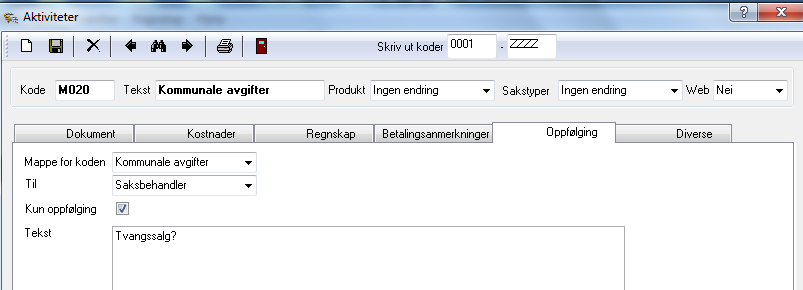 Aktiviteter
Skriv ut koder 0001 - ZZZZ
Kode M020 Tekst Kommunale avgifter Produkt Ingen endring Sakstyper Ingen endring Web Nei
Dokument Kostnader Regnskap Betalingsanmerkninger Oppfølging Diverse
Mappe for koden Kommunale avgifter
Til Saksbehandler
Kun oppfølging
Tekst Tvangssalg?